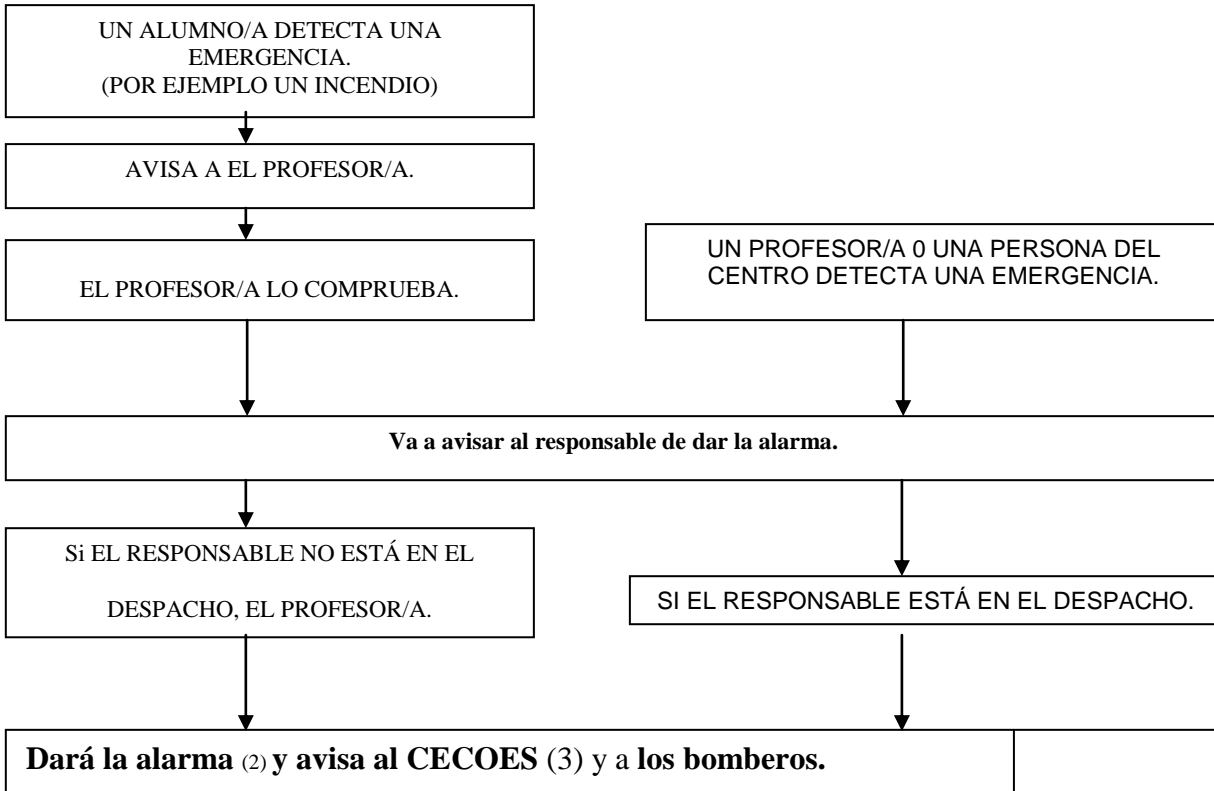 UN ALUMNO/A DETECTA UNA
EMERGENCIA.
(POR EJEMPLO UN INCENDIO)
AVISA A EL PROFESOR/A.
EL PROFESOR/A LO COMPRUEBA.
UN PROFESOR/A 0 UNA PERSONA DEL
CENTRO DETECTA UNA EMERGENCIA.
Va a avisar al responsable de dar la alarma.
Si EL RESPONSABLE NO ESTÁ EN EL
DESPACHO, EL PROFESOR/A.
SI EL RESPONSABLE ESTÁ EN EL DESPACHO.
Dará la alarma (2) y avisa al CECOES (3) y a los bomberos.